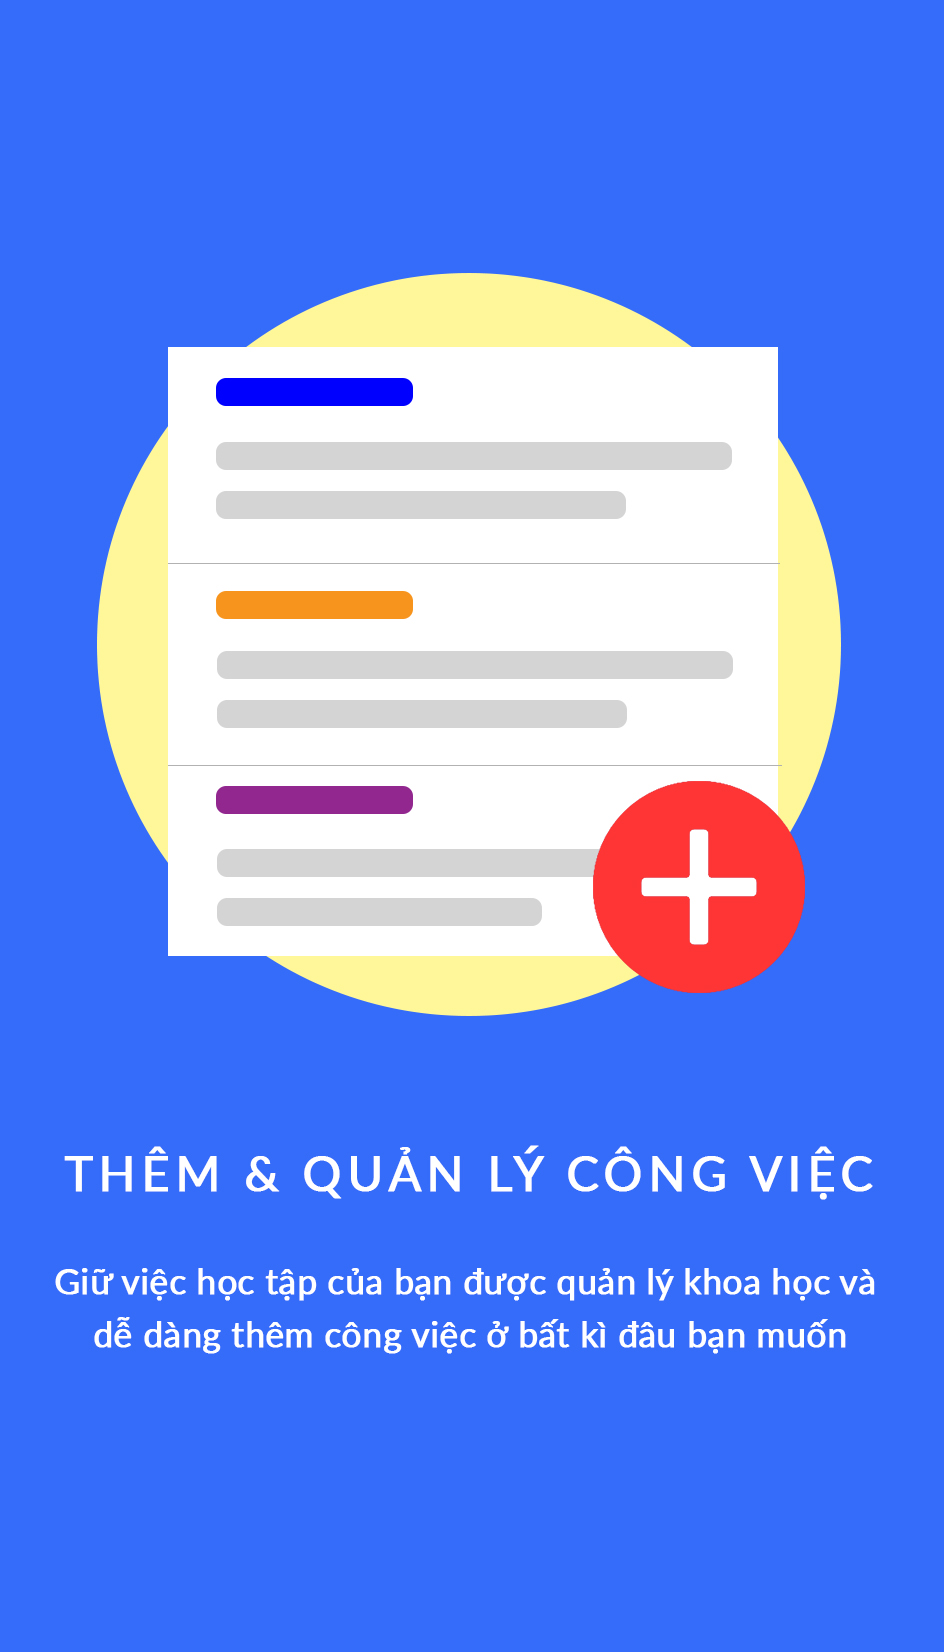 THÊM & QUẢN LÝ CÔNG VIỆC
Giữ việc học tập của bạn được quản lý khoa học và
dễ dàng thêm công việc ở bất kì đâu bạn muốn